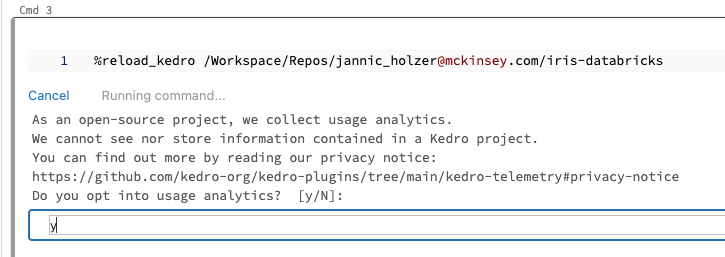 Cmd 3
1 %reload_kedro /Workspace/Repos/jannic_holzer@mckinsey.com/iris-databricks
Cancel Running command...
As an open-source project, we collect usage analytics.
We cannot see nor store information contained in a Kedro project.
You can find out more by reading our privacy notice:
https://github.com/kedro-org/kedro-plugins/tree/main/kedro-telemetry#privacy-notice
Do you opt into usage analytics?  [y/N]:
y